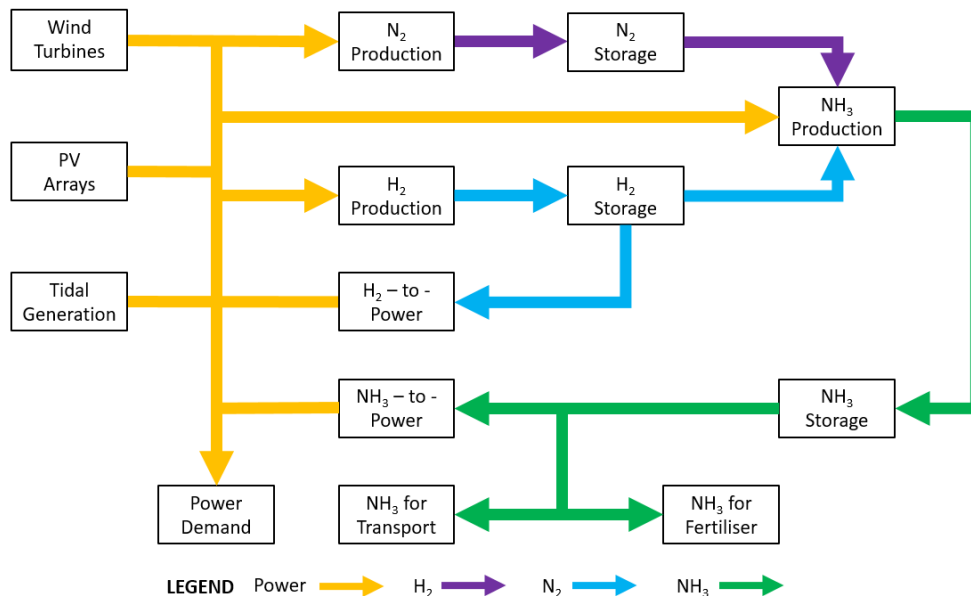 Wind
Turbines
N₂
Production
N₂
Storage
NH₃
Production
PV
Arrays
H₂
Production
H₂
Storage
Tidal
Generation
H₂ – to -
Power
NH₃ – to -
Power
NH₃
Storage
Power
Demand
NH₃ for
Transport
NH₃ for
Fertiliser
LEGEND Power H₂ N₂ NH₃